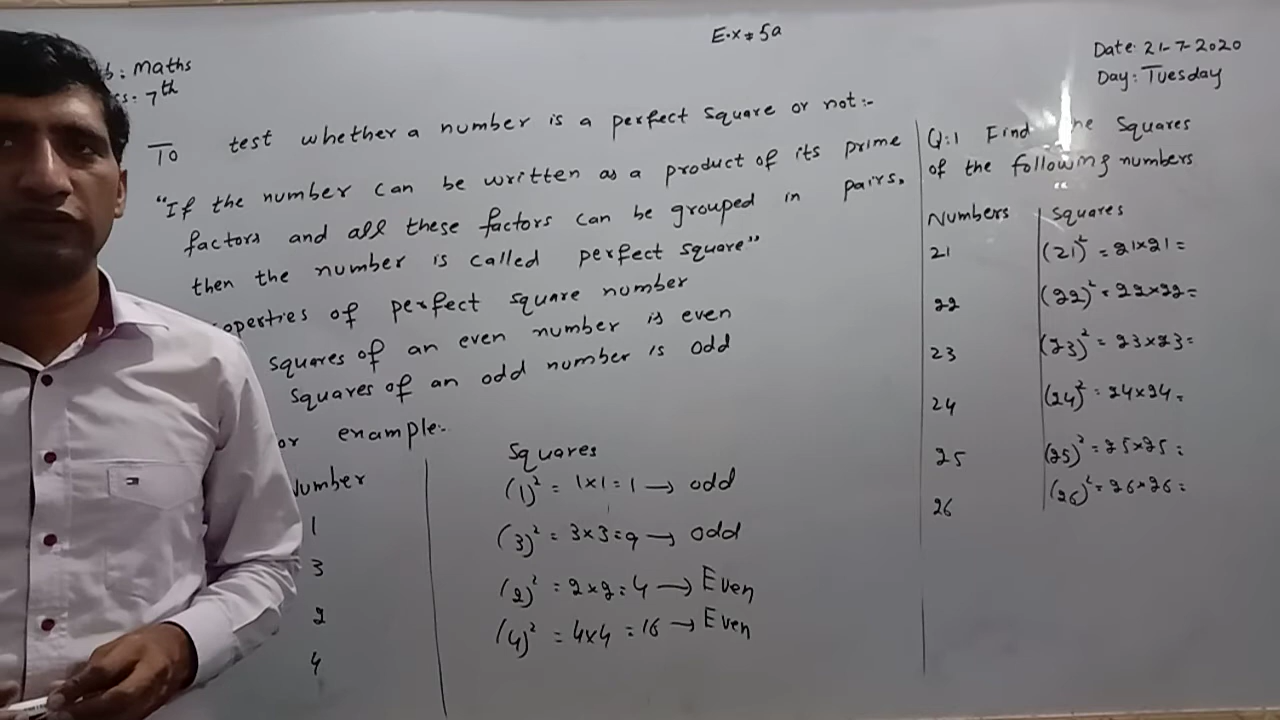 E.x = 5a
Date: 21-7-2020
Day: Tuesday
: Maths
: 7th
To test whether a number is a perfect square or not:-
"If the number can be written as a product of its prime
factors and all these factors can be grouped in pairs.
then the number is called perfect square"
operties of perfect square number
squares of an even number is even
squares of an odd number is odd
or example:-
Number
Squares
1
(1)² = 1×1=1 → odd
3
(3)² = 3×3=9 → odd
2
(2)² = 2×2=4 → Even
4
(4)² = 4×4 = 16 → Even
Q:1 Find the Squares
of the following numbers
Numbers
Squares
21
(21)² = 21×21=
22
(22)² = 22×22=
23
(23)² = 23×23=
24
(24)² = 24×24=
25
(25)² = 25×25=
26
(26)² = 26×26=